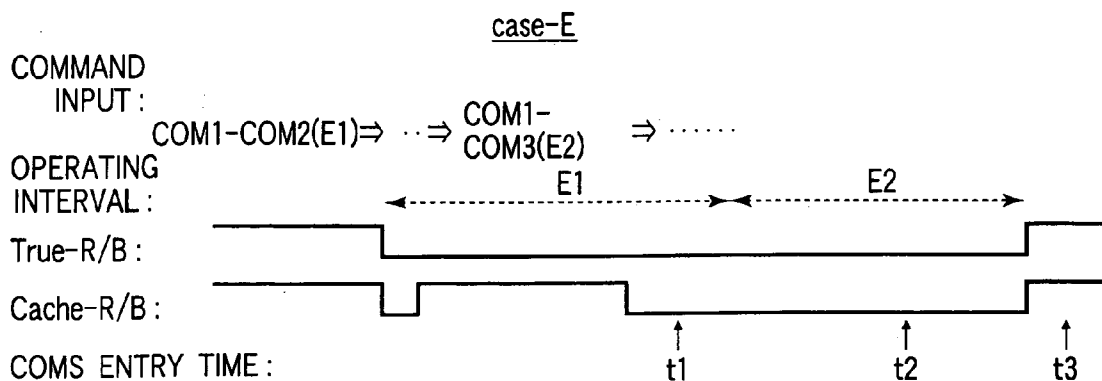 case-E
COMMAND
INPUT :
COM1-COM2(E1)⇒ ··⇒ COM1-
COM3(E2) ⇒ ······
OPERATING
INTERVAL :
E1 E2
True-R/B :
Cache-R/B :
COMS ENTRY TIME : t1 t2 t3